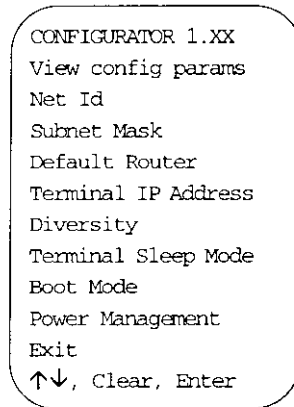 CONFIGURATOR 1.XX
View config params
Net Id
Subnet Mask
Default Router
Terminal IP Address
Diversity
Terminal Sleep Mode
Boot Mode
Power Management
Exit
↑↓, Clear, Enter